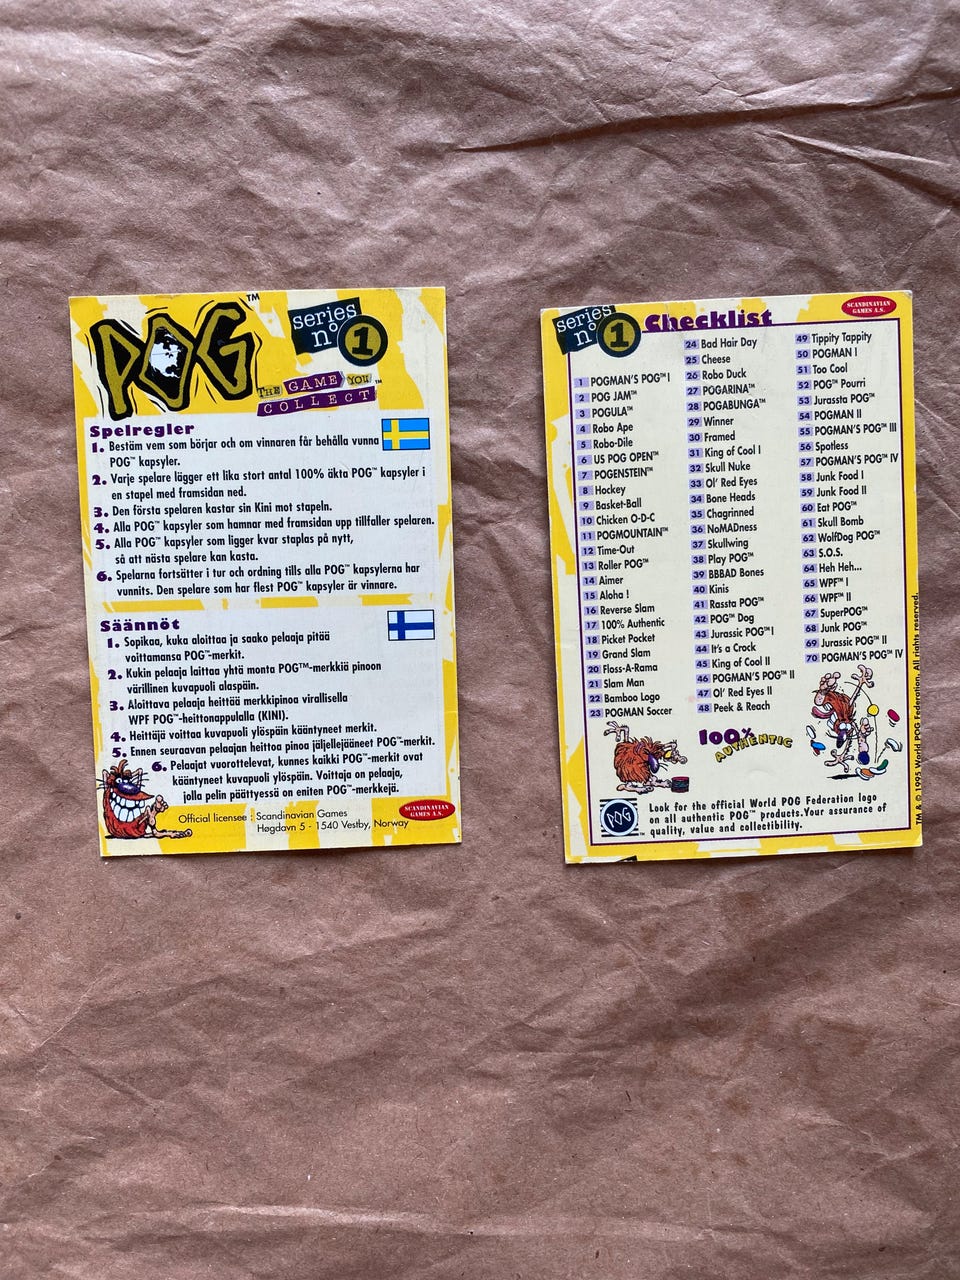 POG™
series
nº 1
THE GAME YOU
COLLECT™
Spelregler
1. Bestäm vem som börjar och om vinnaren får behålla vunna
POG™ kapsyler.
2. Varje spelare lägger ett lika stort antal 100% äkta POG™ kapsyler i
en stapel med framsidan ned.
3. Den första spelaren kastar sin Kini mot stapeln.
4. Alla POG™ kapsyler som hamnar med framsidan upp tillfaller spelaren.
5. Alla POG™ kapsyler som ligger kvar staplas på nytt,
så att nästa spelare kan kasta.
6. Spelarna fortsätter i tur och ordning tills alla POG™ kapsylerna har
vunnits. Den spelare som har flest POG™ kapsyler är vinnare.
Säännöt
1. Sopikaa, kuka aloittaa ja saako pelaaja pitää
voittamansa POG™-merkit.
2. Kukin pelaaja laittaa yhtä monta POG™-merkkiä pinoon
värillinen kuvapuoli alaspäin.
3. Aloittava pelaaja heittää merkkipinoa virallisella
WPF POG™-heittonappulalla (KINI).
4. Heittäjä voittaa kuvapuoli ylöspäin kääntyneet merkit.
5. Ennen seuraavan pelaajan heittoa pinoa jäljellejääneet POG™-merkit.
6. Pelaajat vuorottelevat, kunnes kaikki POG™-merkit ovat
kääntyneet kuvapuoli ylöspäin. Voittaja on pelaaja,
jolla pelin päättyessä on eniten POG™-merkkejä.
Official licensee : Scandinavian Games
Høgdavn 5 - 1540 Vestby, Norway
SCANDINAVIAN
GAMES A.S.
series
nº 1
Checklist
SCANDINAVIAN
GAMES A.S.
1 POGMAN'S POG™ I
2 POG JAM™
3 POGULA™
4 Robo Ape
5 Robo-Dile
6 US POG OPEN™
7 POGENSTEIN™
8 Hockey
9 Basket-Ball
10 Chicken O-D-C
11 POGMOUNTAIN™
12 Time-Out
13 Roller POG™
14 Aimer
15 Aloha !
16 Reverse Slam
17 100% Authentic
18 Picket Pocket
19 Grand Slam
20 Floss-A-Rama
21 Slam Man
22 Bamboo Logo
23 POGMAN Soccer
24 Bad Hair Day
25 Cheese
26 Robo Duck
27 POGARINA™
28 POGABUNGA™
29 Winner
30 Framed
31 King of Cool I
32 Skull Nuke
33 Ol' Red Eyes
34 Bone Heads
35 Chagrinned
36 NoMADness
37 Skullwing
38 Play POG™
39 BBBAD Bones
40 Kinis
41 Rassta POG™
42 POG™ Dog
43 Jurassic POG™ I
44 It's a Crock
45 King of Cool II
46 POGMAN'S POG™ II
47 Ol' Red Eyes II
48 Peek & Reach
49 Tippity Tappity
50 POGMAN I
51 Too Cool
52 POG™ Pourri
53 Jurassta POG™
54 POGMAN II
55 POGMAN'S POG™ III
56 Spotless
57 POGMAN'S POG™ IV
58 Junk Food I
59 Junk Food II
60 Eat POG™
61 Skull Bomb
62 WolfDog POG™
63 S.O.S.
64 Heh Heh...
65 WPF™ I
66 WPF™ II
67 SuperPOG™
68 Junk POG™
69 Jurassic POG™ II
70 POGMAN'S POG™ IV
100%
AUTHENTIC
POG
Look for the official World POG Federation logo
on all authentic POG™ products.Your assurance of
quality, value and collectibility.
TM & © 1995 World POG Federation. All rights reserved.